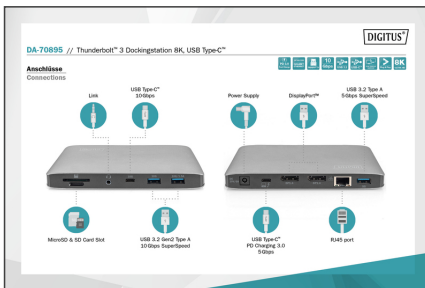 DIGITUS®
DA-70895 // Thunderbolt™ 3 Dockingstation 8K, USB Type-C™
Anschlüsse
Connections
10 Gbps
8K
Link
USB Type-C™
10Gbps
Power Supply
DisplayPort™
USB 3.2 Type A
5Gbps SuperSpeed
MicroSD & SD Card Slot
USB 3.2 Gen2 Type A
10Gbps SuperSpeed
USB Type-C™
PD Charging 3.0
5Gbps
RJ45 port